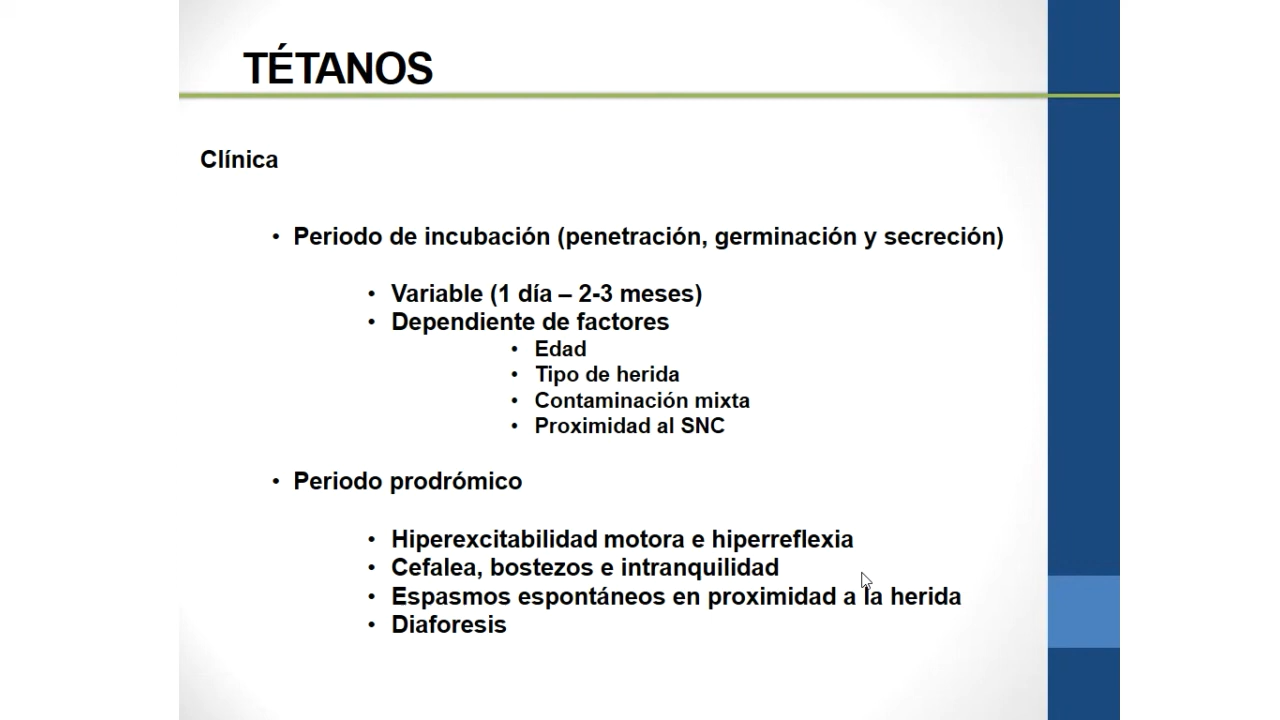 TÉTANOS
Clínica
• Periodo de incubación (penetración, germinación y secreción)
• Variable (1 día – 2-3 meses)
• Dependiente de factores
• Edad
• Tipo de herida
• Contaminación mixta
• Proximidad al SNC
• Periodo prodrómico
• Hiperexcitabilidad motora e hiperreflexia
• Cefalea, bostezos e intranquilidad
• Espasmos espontáneos en proximidad a la herida
• Diaforesis